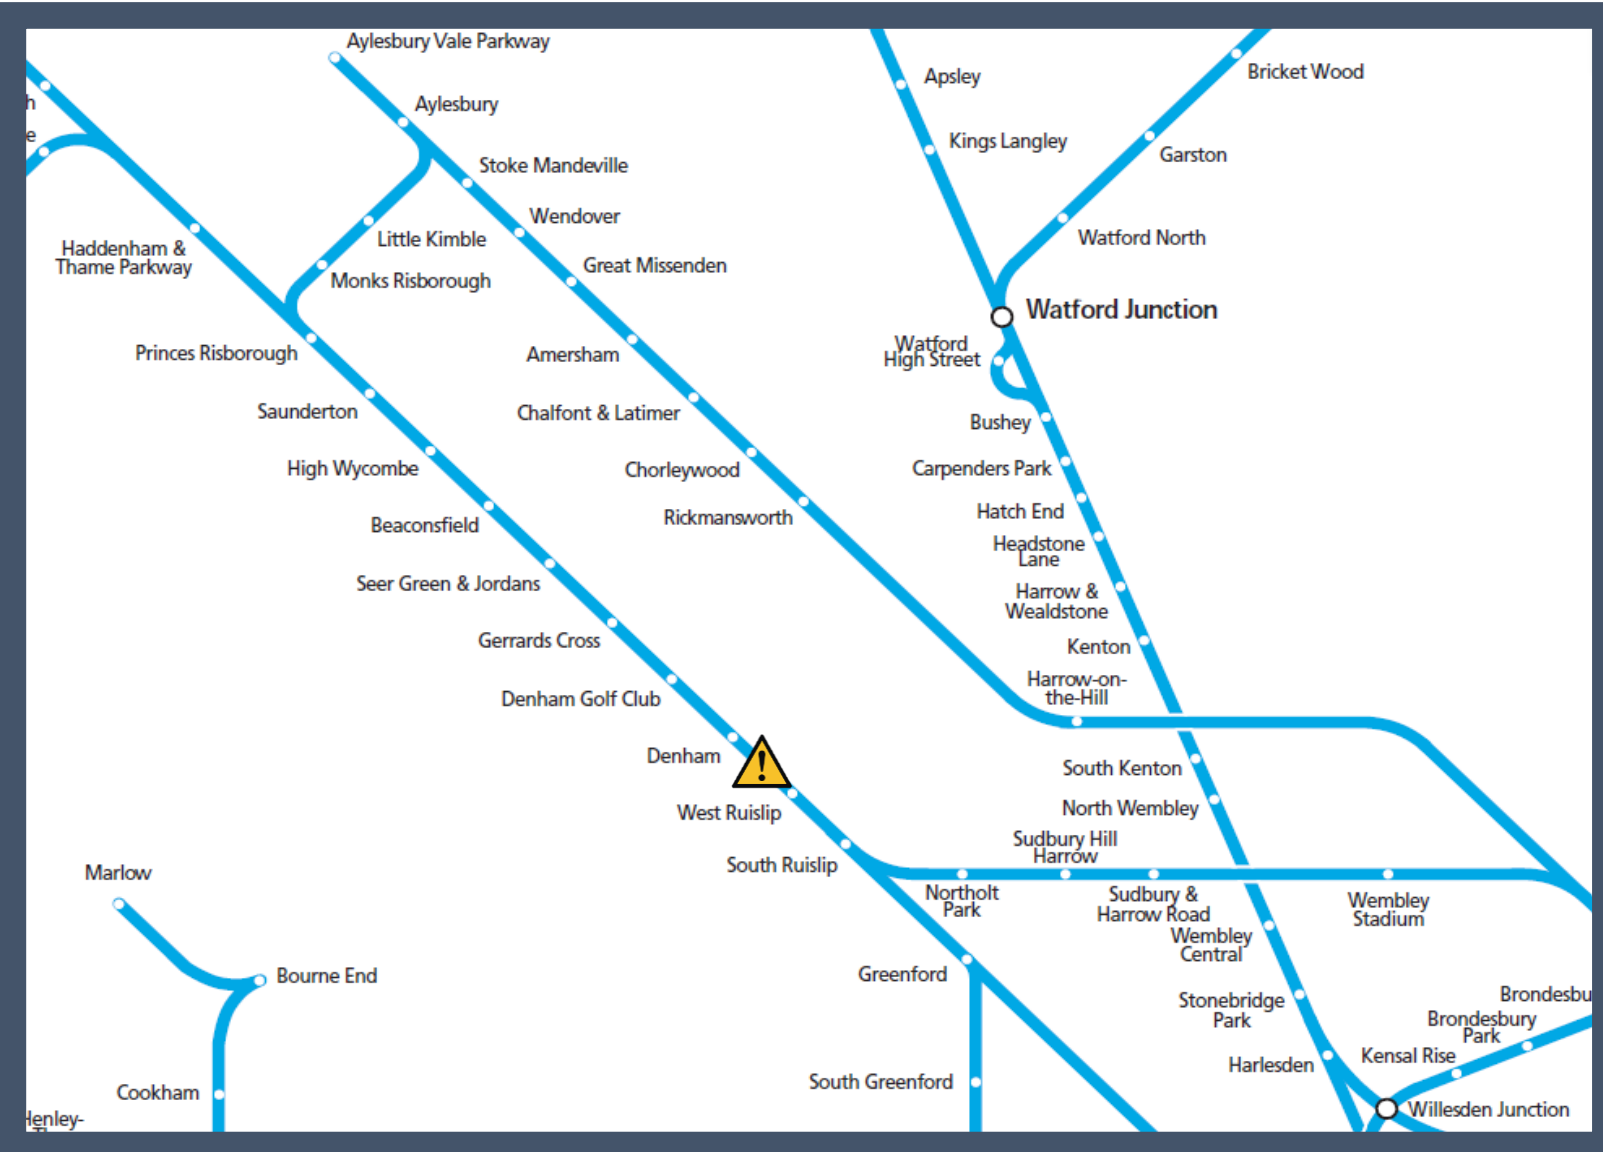 Aylesbury Vale Parkway
Apsley
Bricket Wood
h
Aylesbury
e
Kings Langley
Garston
Stoke Mandeville
Wendover
Little Kimble
Watford North
Haddenham &
Thame Parkway
Great Missenden
Monks Risborough
Watford Junction
Princes Risborough
Amersham
Watford
High Street
Saunterton
Chalfont & Latimer
Bushey
High Wycombe
Chorleywood
Carpenders Park
Beaconsfield
Rickmansworth
Hatch End
Headstone
Lane
Seer Green & Jordans
Harrow &
Wealdstone
Gerrards Cross
Kenton
Denham Golf Club
Harrow-on-
the-Hill
Denham
!
South Kenton
West Ruislip
North Wembley
South Ruislip
Sudbury Hill
Harrow
Marlow
Northolt
Park
Sudbury &
Harrow Road
Wembley
Stadium
Wembley
Central
Bourne End
Greenford
Stonebridge
Park
Brondesbu
Brondesbury
Park
Harlesden
Kensal Rise
Cookham
South Greenford
Willesden Junction
Henley-